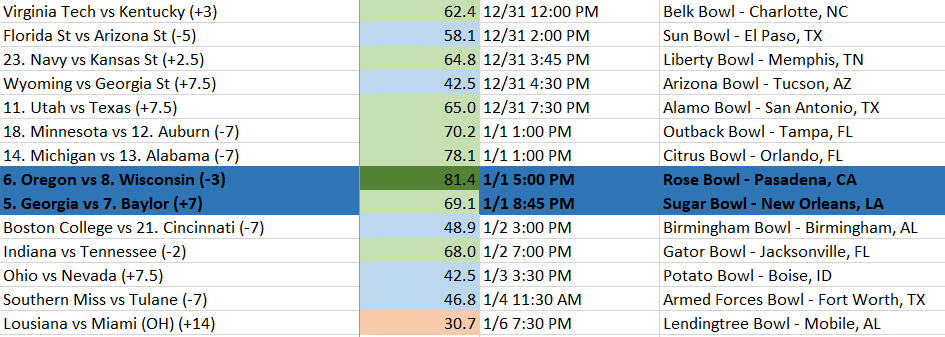 Virginia Tech vs Kentucky (+3) 62.4 12/31 12:00 PM Belk Bowl - Charlotte, NC
Florida St vs Arizona St (-5) 58.1 12/31 2:00 PM Sun Bowl - El Paso, TX
23. Navy vs Kansas St (+2.5) 64.8 12/31 3:45 PM Liberty Bowl - Memphis, TN
Wyoming vs Georgia St (+7.5) 42.5 12/31 4:30 PM Arizona Bowl - Tucson, AZ
11. Utah vs Texas (+7.5) 65.0 12/31 7:30 PM Alamo Bowl - San Antonio, TX
18. Minnesota vs 12. Auburn (-7) 70.2 1/1 1:00 PM Outback Bowl - Tampa, FL
14. Michigan vs 13. Alabama (-7) 78.1 1/1 1:00 PM Citrus Bowl - Orlando, FL
6. Oregon vs 8. Wisconsin (-3) 81.4 1/1 5:00 PM Rose Bowl - Pasadena, CA
5. Georgia vs 7. Baylor (+7) 69.1 1/1 8:45 PM Sugar Bowl - New Orleans, LA
Boston College vs 21. Cincinnati (-7) 48.9 1/2 3:00 PM Birmingham Bowl - Birmingham, AL
Indiana vs Tennessee (-2) 68.0 1/2 7:00 PM Gator Bowl - Jacksonville, FL
Ohio vs Nevada (+7.5) 42.5 1/3 3:30 PM Potato Bowl - Boise, ID
Southern Miss vs Tulane (-7) 46.8 1/4 11:30 AM Armed Forces Bowl - Fort Worth, TX
Lousiana vs Miami (OH) (+14) 30.7 1/6 7:30 PM Lendingtree Bowl - Mobile, AL